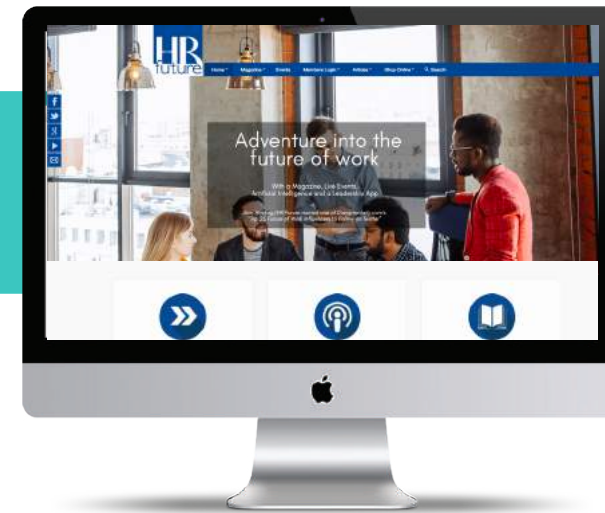 HR
future
Home Magazine Events Members Login Articles Shop Online Search
Adventure into the
future of work
With a Magazine, Live Events,
Artificial Intelligence and a Leadership App